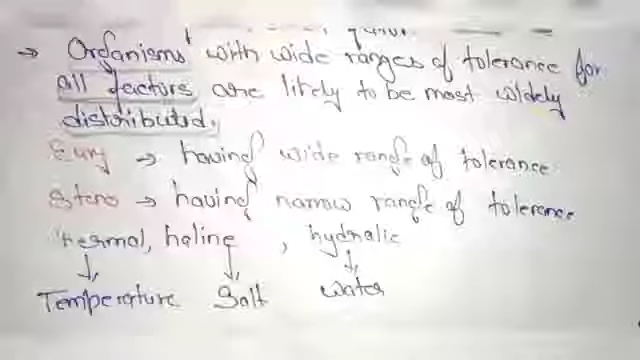 → Organisms with wide ranges of tolerance for
all factors are likely to be most widely
distributed.
Eury → having wide range of tolerance
Steno → having narrow range of tolerance
Thermal, haline, hydralic
↓ ↓ ↓
Temperature Salt Water